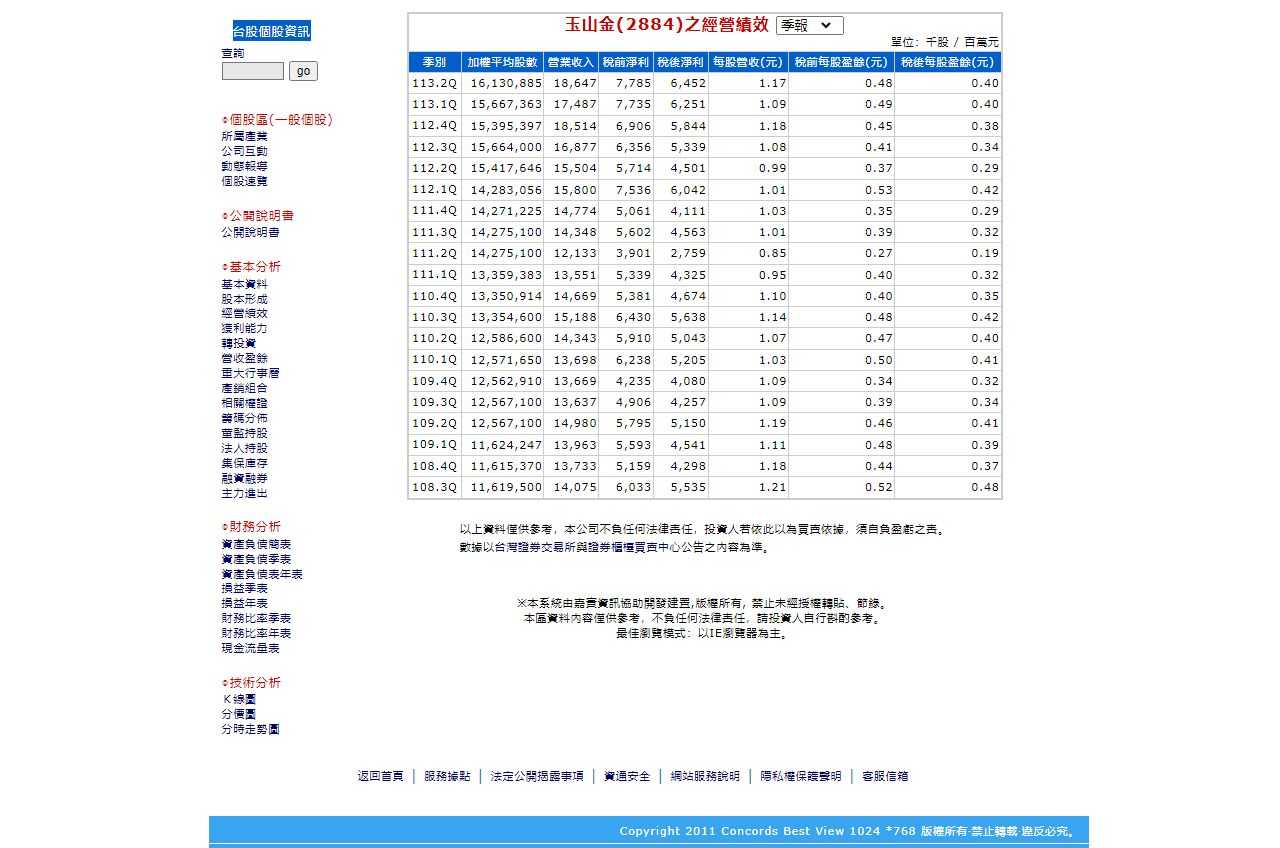 台股個股資訊
查詢
go
個股區(一般個股)
所屬產業
公司互動
動態報導
個股速覽
公開說明書
公開說明書
基本分析
基本資料
股本形成
經營績效
獲利能力
轉投資
營收盈餘
重大行事曆
產銷組合
相關權證
籌碼分佈
董監持股
法人持股
集保庫存
融資融券
主力進出
財務分析
資產負債簡表
資產負債季表
資產負債表年表
損益季表
損益年表
財務比率季表
財務比率年表
現金流量表
技術分析
K線圖
分價圖
分時走勢圖
玉山金(2884)之經營績效 季報
單位: 千股 / 百萬元
季別 加權平均股數 營業收入 稅前淨利 稅後淨利 每股營收(元) 稅前每股盈餘(元) 稅後每股盈餘(元)
113.2Q 16,130,885 18,647 7,785 6,452 1.17 0.48 0.40
113.1Q 15,667,363 17,487 7,735 6,251 1.09 0.49 0.40
112.4Q 15,395,397 18,514 6,906 5,844 1.18 0.45 0.38
112.3Q 15,664,000 16,877 6,356 5,339 1.08 0.41 0.34
112.2Q 15,417,646 15,504 5,714 4,501 0.99 0.37 0.29
112.1Q 14,283,056 15,800 7,536 6,042 1.01 0.53 0.42
111.4Q 14,271,225 14,774 5,061 4,111 1.03 0.35 0.29
111.3Q 14,275,100 14,348 5,602 4,563 1.01 0.39 0.32
111.2Q 14,275,100 12,133 3,901 2,759 0.85 0.27 0.19
111.1Q 13,359,383 13,551 5,339 4,325 0.95 0.40 0.32
110.4Q 13,350,914 14,669 5,381 4,674 1.10 0.40 0.35
110.3Q 13,354,600 15,188 6,430 5,638 1.14 0.48 0.42
110.2Q 12,586,600 14,343 5,910 5,043 1.07 0.47 0.40
110.1Q 12,571,650 13,698 6,238 5,205 1.03 0.50 0.41
109.4Q 12,562,910 13,669 4,235 4,080 1.09 0.34 0.32
109.3Q 12,567,100 13,637 4,906 4,257 1.09 0.39 0.34
109.2Q 12,567,100 14,980 5,795 5,150 1.19 0.46 0.41
109.1Q 11,624,247 13,963 5,593 4,541 1.11 0.48 0.39
108.4Q 11,615,370 13,733 5,159 4,298 1.18 0.44 0.37
108.3Q 11,619,500 14,075 6,033 5,535 1.21 0.52 0.48
以上資料僅供參考，本公司不負任何法律責任，投資人若依此以為買賣依據，須自負盈虧之責。
數據以台灣證券交易所與證券櫃檯買賣中心公告之內容為準。
※本系統由嘉實資訊協助開發建置,版權所有, 禁止未經授權轉貼、節錄。
本區資料內容僅供參考，不負任何法律責任，請投資人自行斟酌參考。
最佳瀏覽模式：以IE瀏覽器為主。
返回首頁 │ 服務據點 │ 法定公開揭露事項 │ 資通安全 │ 網站服務說明 │ 隱私權保護聲明 │ 客服信箱
Copyright 2011 Concords Best View 1024 *768 版權所有‧禁止轉載‧違反必究。